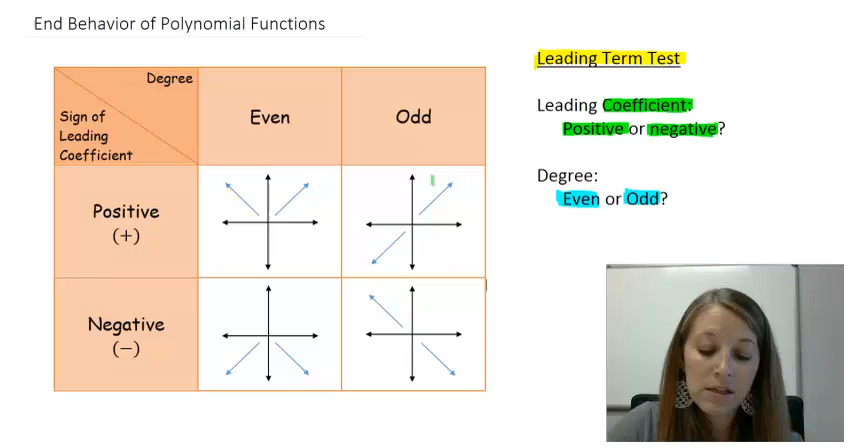 End Behavior of Polynomial Functions
Degree
Sign of
Leading
Coefficient
Even
Odd
Positive
(+)
Negative
(−)
Leading Term Test
Leading Coefficient:
Positive or negative?
Degree:
Even or Odd?